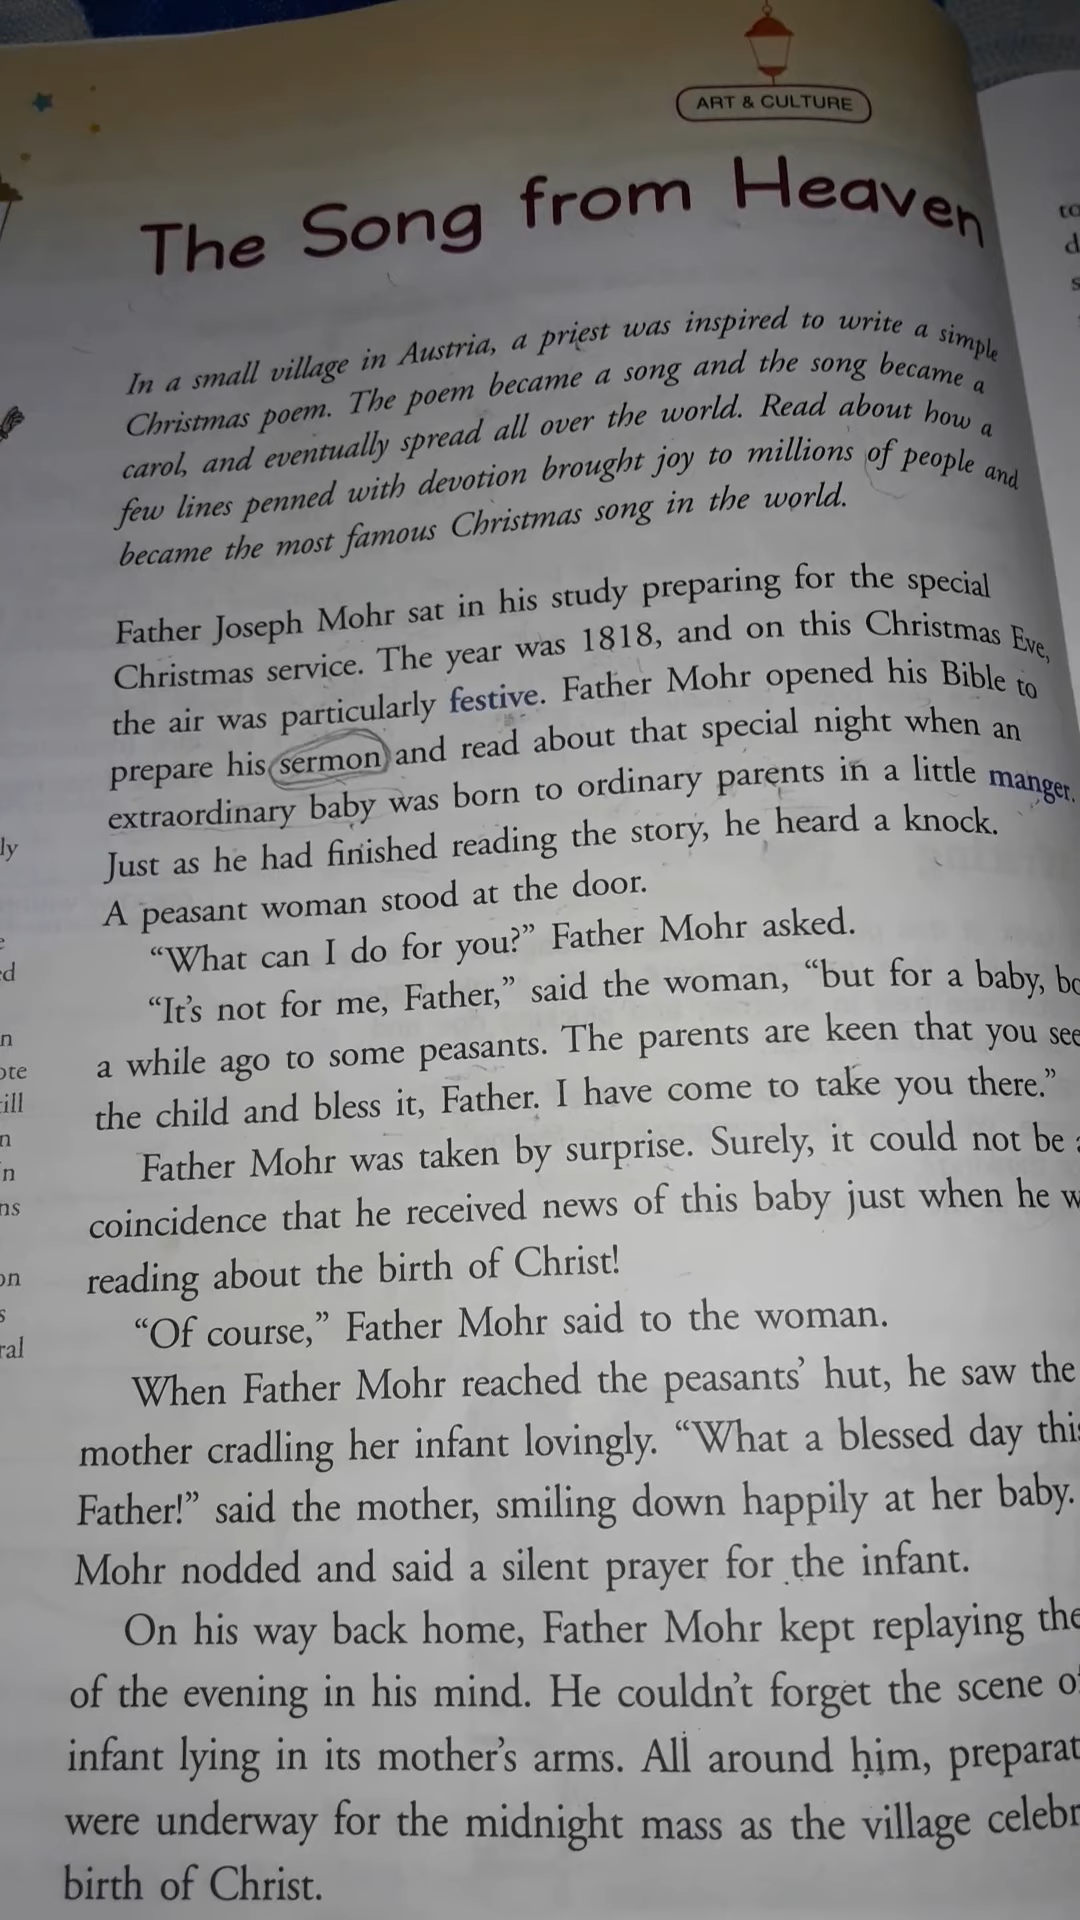 ART & CULTURE
The Song from Heaven
In a small village in Austria, a priest was inspired to write a simple
Christmas poem. The poem became a song and the song became a
carol, and eventually spread all over the world. Read about how a
few lines penned with devotion brought joy to millions of people and
became the most famous Christmas song in the world.
Father Joseph Mohr sat in his study preparing for the special
Christmas service. The year was 1818, and on this Christmas Eve,
the air was particularly festive. Father Mohr opened his Bible to
prepare his sermon and read about that special night when an
extraordinary baby was born to ordinary parents in a little manger.
Just as he had finished reading the story, he heard a knock.
A peasant woman stood at the door.
“What can I do for you?” Father Mohr asked.
“It’s not for me, Father,” said the woman, “but for a baby,
a while ago to some peasants. The parents are keen that you see
the child and bless it, Father. I have come to take you there.”
Father Mohr was taken by surprise. Surely, it could not be
coincidence that he received news of this baby just when he
reading about the birth of Christ!
“Of course,” Father Mohr said to the woman.
When Father Mohr reached the peasants’ hut, he saw the
mother cradling her infant lovingly. “What a blessed day this
Father!” said the mother, smiling down happily at her baby.
Mohr nodded and said a silent prayer for the infant.
On his way back home, Father Mohr kept replaying the
of the evening in his mind. He couldn’t forget the scene
infant lying in its mother’s arms. All around him,
were underway for the midnight mass as the village
birth of Christ.